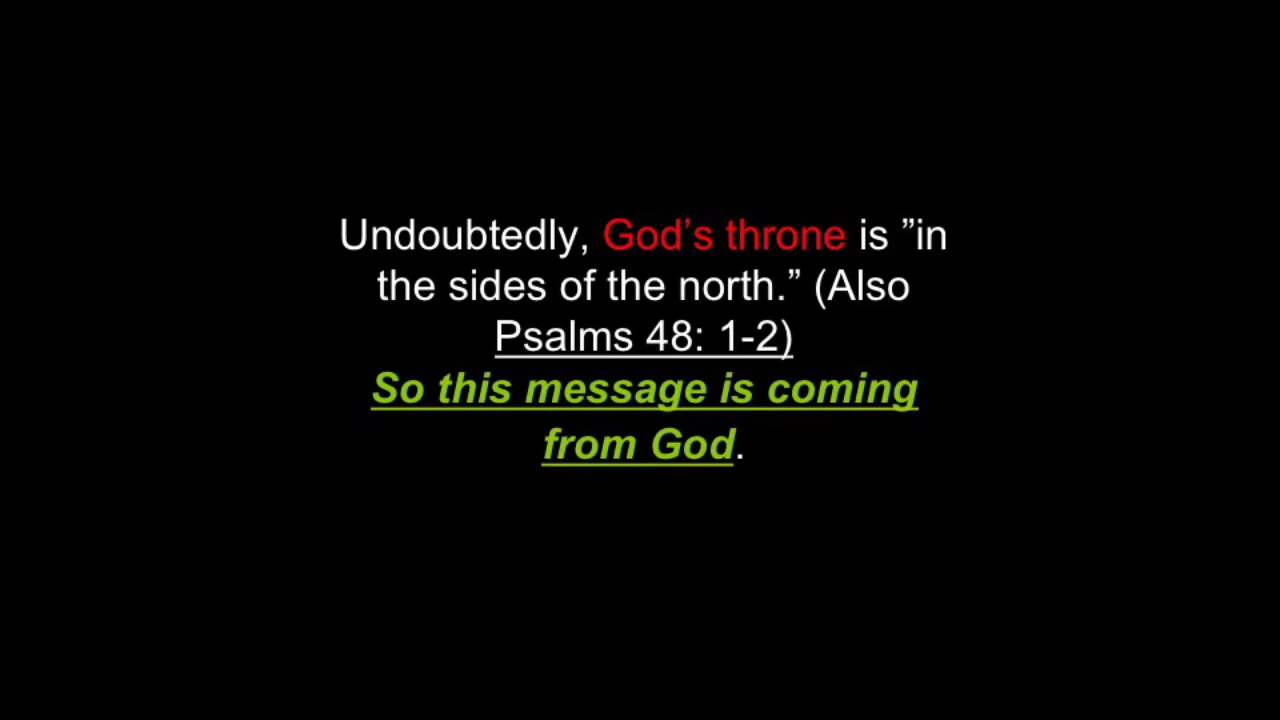 Undoubtedly, God’s throne is ”in
the sides of the north.” (Also
Psalms 48: 1-2)
So this message is coming
from God.